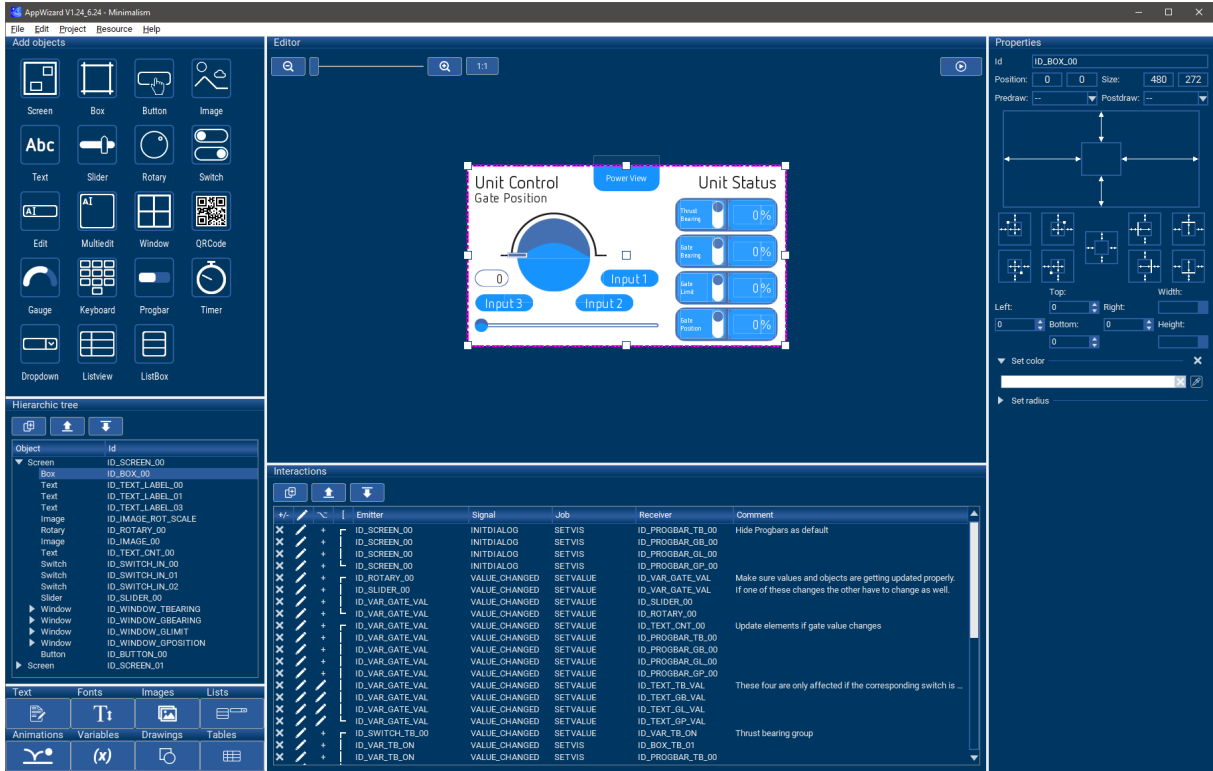 AppWizard V1.24_6.24 - Minimalism
File Edit Project Resource Help
Add objects
Screen Box Button Image
Abc
Text Slider Rotary Switch
AI AI
Edit Multiedit Window QRCode
Gauge Keyboard Progbar Timer
Dropdown Listview ListBox
Hierarchic tree
Object Id
Screen ID_SCREEN_00
Box ID_BOX_00
Text ID_TEXT_LABEL_00
Text ID_TEXT_LABEL_01
Text ID_TEXT_LABEL_03
Image ID_IMAGE_ROT_SCALE
Rotary ID_ROTARY_00
Image ID_IMAGE_00
Text ID_TEXT_CNT_00
Switch ID_SWITCH_IN_00
Switch ID_SWITCH_IN_01
Switch ID_SWITCH_IN_02
Slider ID_SLIDER_00
Window ID_WINDOW_TBEARING
Window ID_WINDOW_GBEARING
Window ID_WINDOW_GLIMIT
Window ID_WINDOW_GPOSITION
Button ID_BUTTON_00
Screen ID_SCREEN_01
Text Fonts Images Lists
Animations Variables Drawings Tables
(x)
Editor
1:1
Unit Control
Gate Position
Power View
Unit Status
Thrust Bearing 0%
Gate Bearing 0%
Gate Limit 0%
Gate Position 0%
0 Input 1
Input 3 Input 2
Interactions
+/- Emitter Signal Job Receiver Comment
ID_SCREEN_00 INITDIALOG SETVIS ID_PROGBAR_TB_00 Hide Progbars as default
ID_SCREEN_00 INITDIALOG SETVIS ID_PROGBAR_GB_00
ID_SCREEN_00 INITDIALOG SETVIS ID_PROGBAR_GL_00
ID_SCREEN_00 INITDIALOG SETVIS ID_PROGBAR_GP_00
ID_ROTARY_00 VALUE_CHANGED SETVALUE ID_VAR_GATE_VAL Make sure values and objects are getting updated properly.
ID_SLIDER_00 VALUE_CHANGED SETVALUE ID_VAR_GATE_VAL If one of these changes the other have to change as well.
ID_VAR_GATE_VAL VALUE_CHANGED SETVALUE ID_SLIDER_00
ID_VAR_GATE_VAL VALUE_CHANGED SETVALUE ID_ROTARY_00
ID_VAR_GATE_VAL VALUE_CHANGED SETVALUE ID_TEXT_CNT_00 Update elements if gate value changes
ID_VAR_GATE_VAL VALUE_CHANGED SETVALUE ID_PROGBAR_TB_00
ID_VAR_GATE_VAL VALUE_CHANGED SETVALUE ID_PROGBAR_GB_00
ID_VAR_GATE_VAL VALUE_CHANGED SETVALUE ID_PROGBAR_GL_00
ID_VAR_GATE_VAL VALUE_CHANGED SETVALUE ID_PROGBAR_GP_00
ID_VAR_GATE_VAL VALUE_CHANGED SETVALUE ID_TEXT_TB_VAL These four are only affected if the corresponding switch is ...
ID_VAR_GATE_VAL VALUE_CHANGED SETVALUE ID_TEXT_GB_VAL
ID_VAR_GATE_VAL VALUE_CHANGED SETVALUE ID_TEXT_GL_VAL
ID_VAR_GATE_VAL VALUE_CHANGED SETVALUE ID_TEXT_GP_VAL
ID_SWITCH_TB_00 VALUE_CHANGED SETVALUE ID_VAR_TB_ON Thrust bearing group
ID_VAR_TB_ON VALUE_CHANGED SETVIS ID_BOX_TB_01
ID_VAR_TB_ON VALUE_CHANGED SETVIS ID_PROGBAR_TB_00
Properties
Id ID_BOX_00
Position: 0 0 Size: 480 272
Predraw: -- Postdraw: --
Top: Width:
Left: 0 Right:
0 Bottom: 0 Height:
0
Set color
Set radius